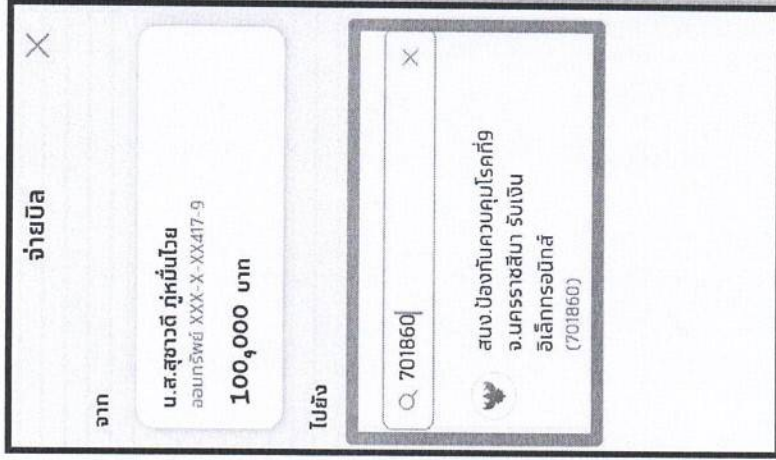 จ่ายบิล
จาก
น.ส.สุชาวดี ภู่หมื่นไวย
ออมทรัพย์ XXX-X-XX417-9
100,000 บาท
ไปยัง
701860
สนง.ป้องกันควบคุมโรคที่9
จ.นครราชสีมา รับเงิน
อิเล็กทรอนิกส์
(701860)